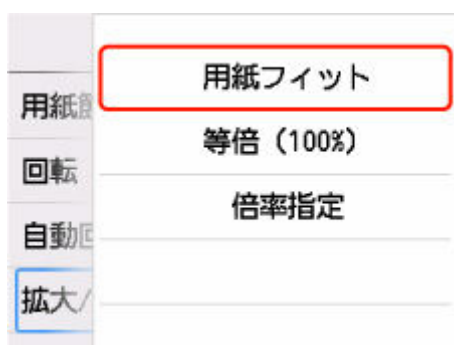 用紙フィット
等倍（100%）
倍率指定
用紙
回転
自動
拡大/